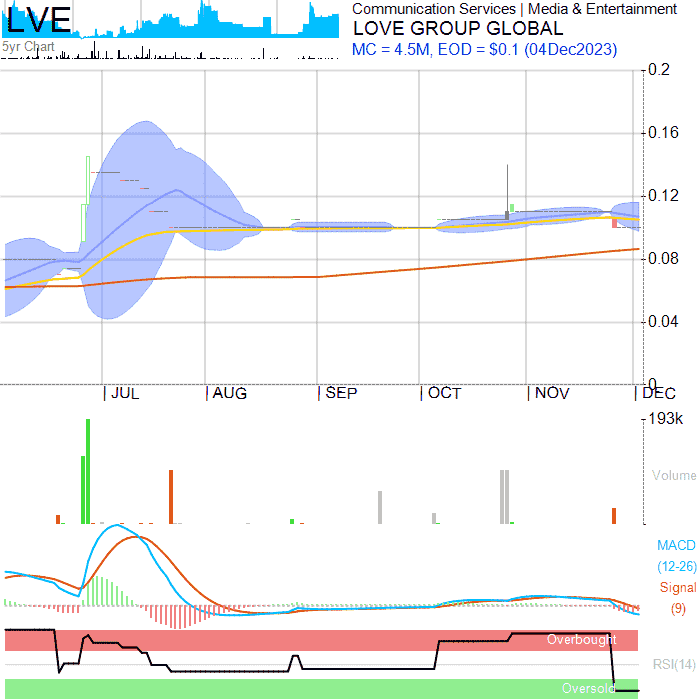 LVE
5yr Chart
Communication Services | Media & Entertainment
LOVE GROUP GLOBAL
MC = 4.5M, EOD = $0.1 (04Dec2023)
0.2
0.16
0.12
0.08
0.04
0
JUL AUG SEP OCT NOV DEC
193k
Volume
MACD
(12-26)
Signal
(9)
Overbought
RSI(14)
Oversold